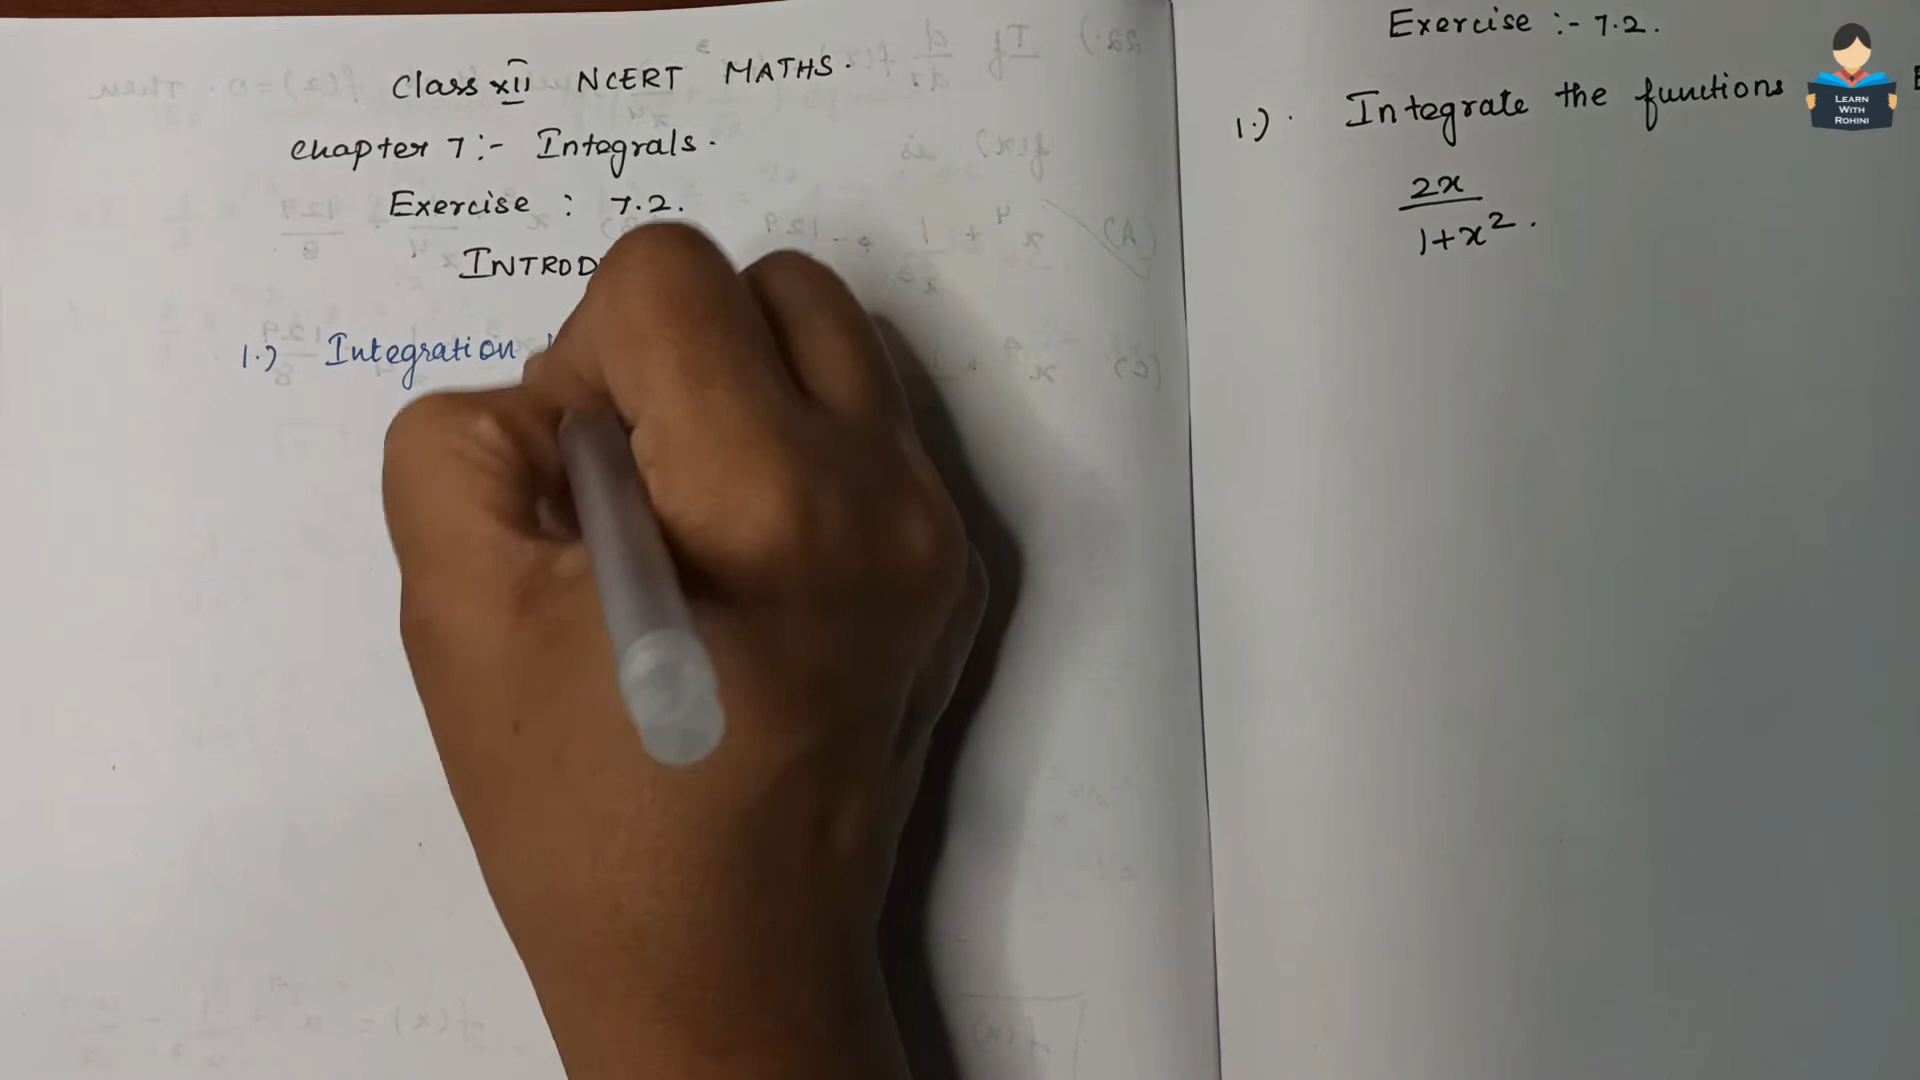 Class XII NCERT MATHS.
Chapter 7:- Integrals.
Exercise : 7.2.
INTROD
1.) Integration
Exercise :- 7.2.
1.) Integrate the functions
2x
1+x².
LEARN
WITH
ROHINI